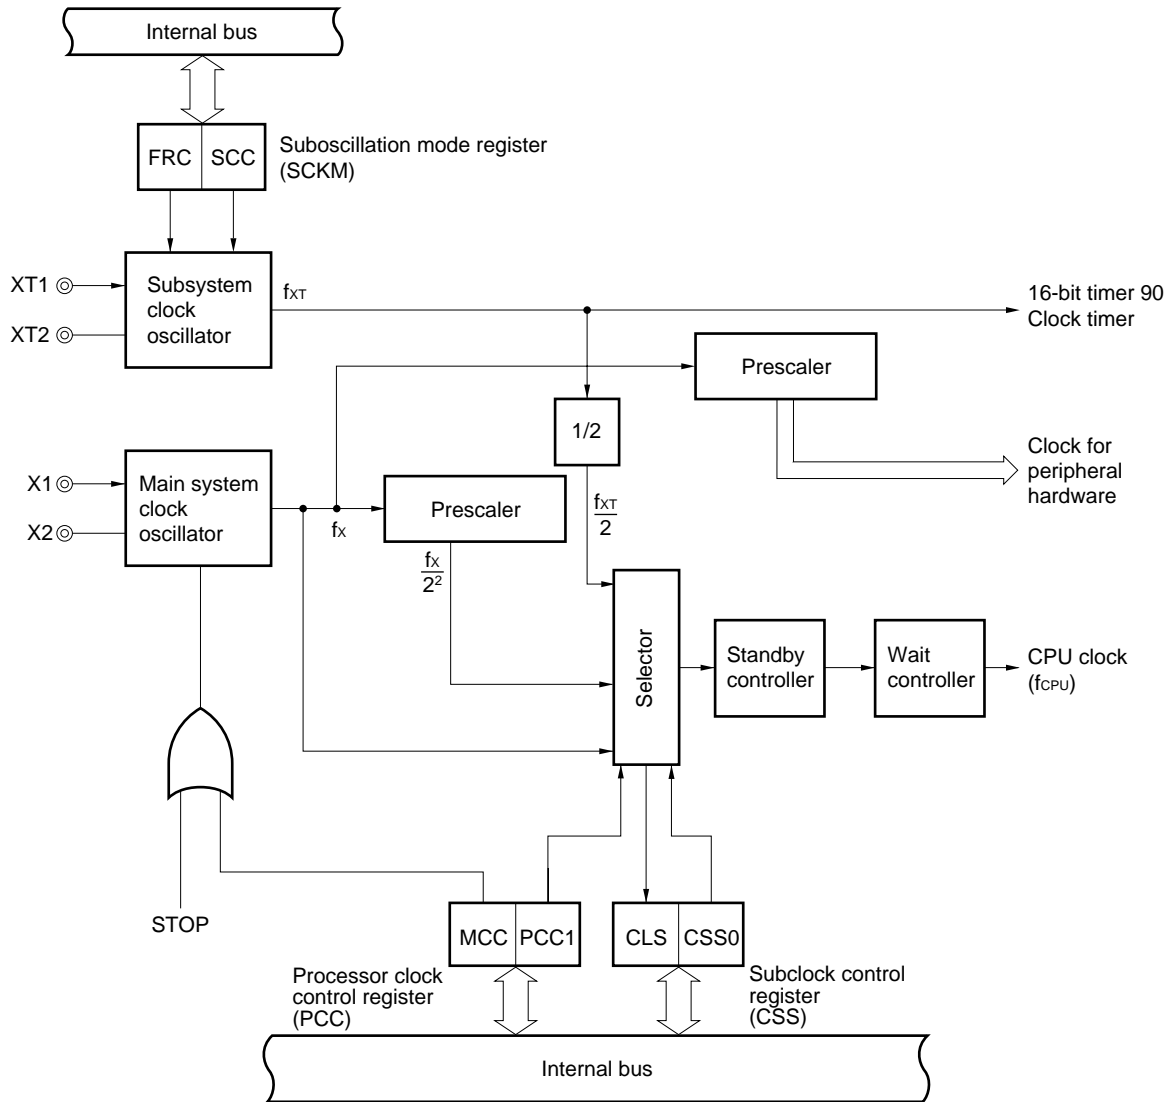 Internal bus
FRC SCC
Suboscillation mode register
(SCKM)
XT1
XT2
Subsystem
clock
oscillator
fXT
16-bit timer 90
Clock timer
Prescaler
1/2
Clock for
peripheral
hardware
X1
X2
Main system
clock
oscillator
fX
Prescaler
fXT
2
fX
2²
Selector
Standby
controller
Wait
controller
CPU clock
(fCPU)
STOP
MCC PCC1
CLS CSS0
Processor clock
control register
(PCC)
Subclock control
register
(CSS)
Internal bus